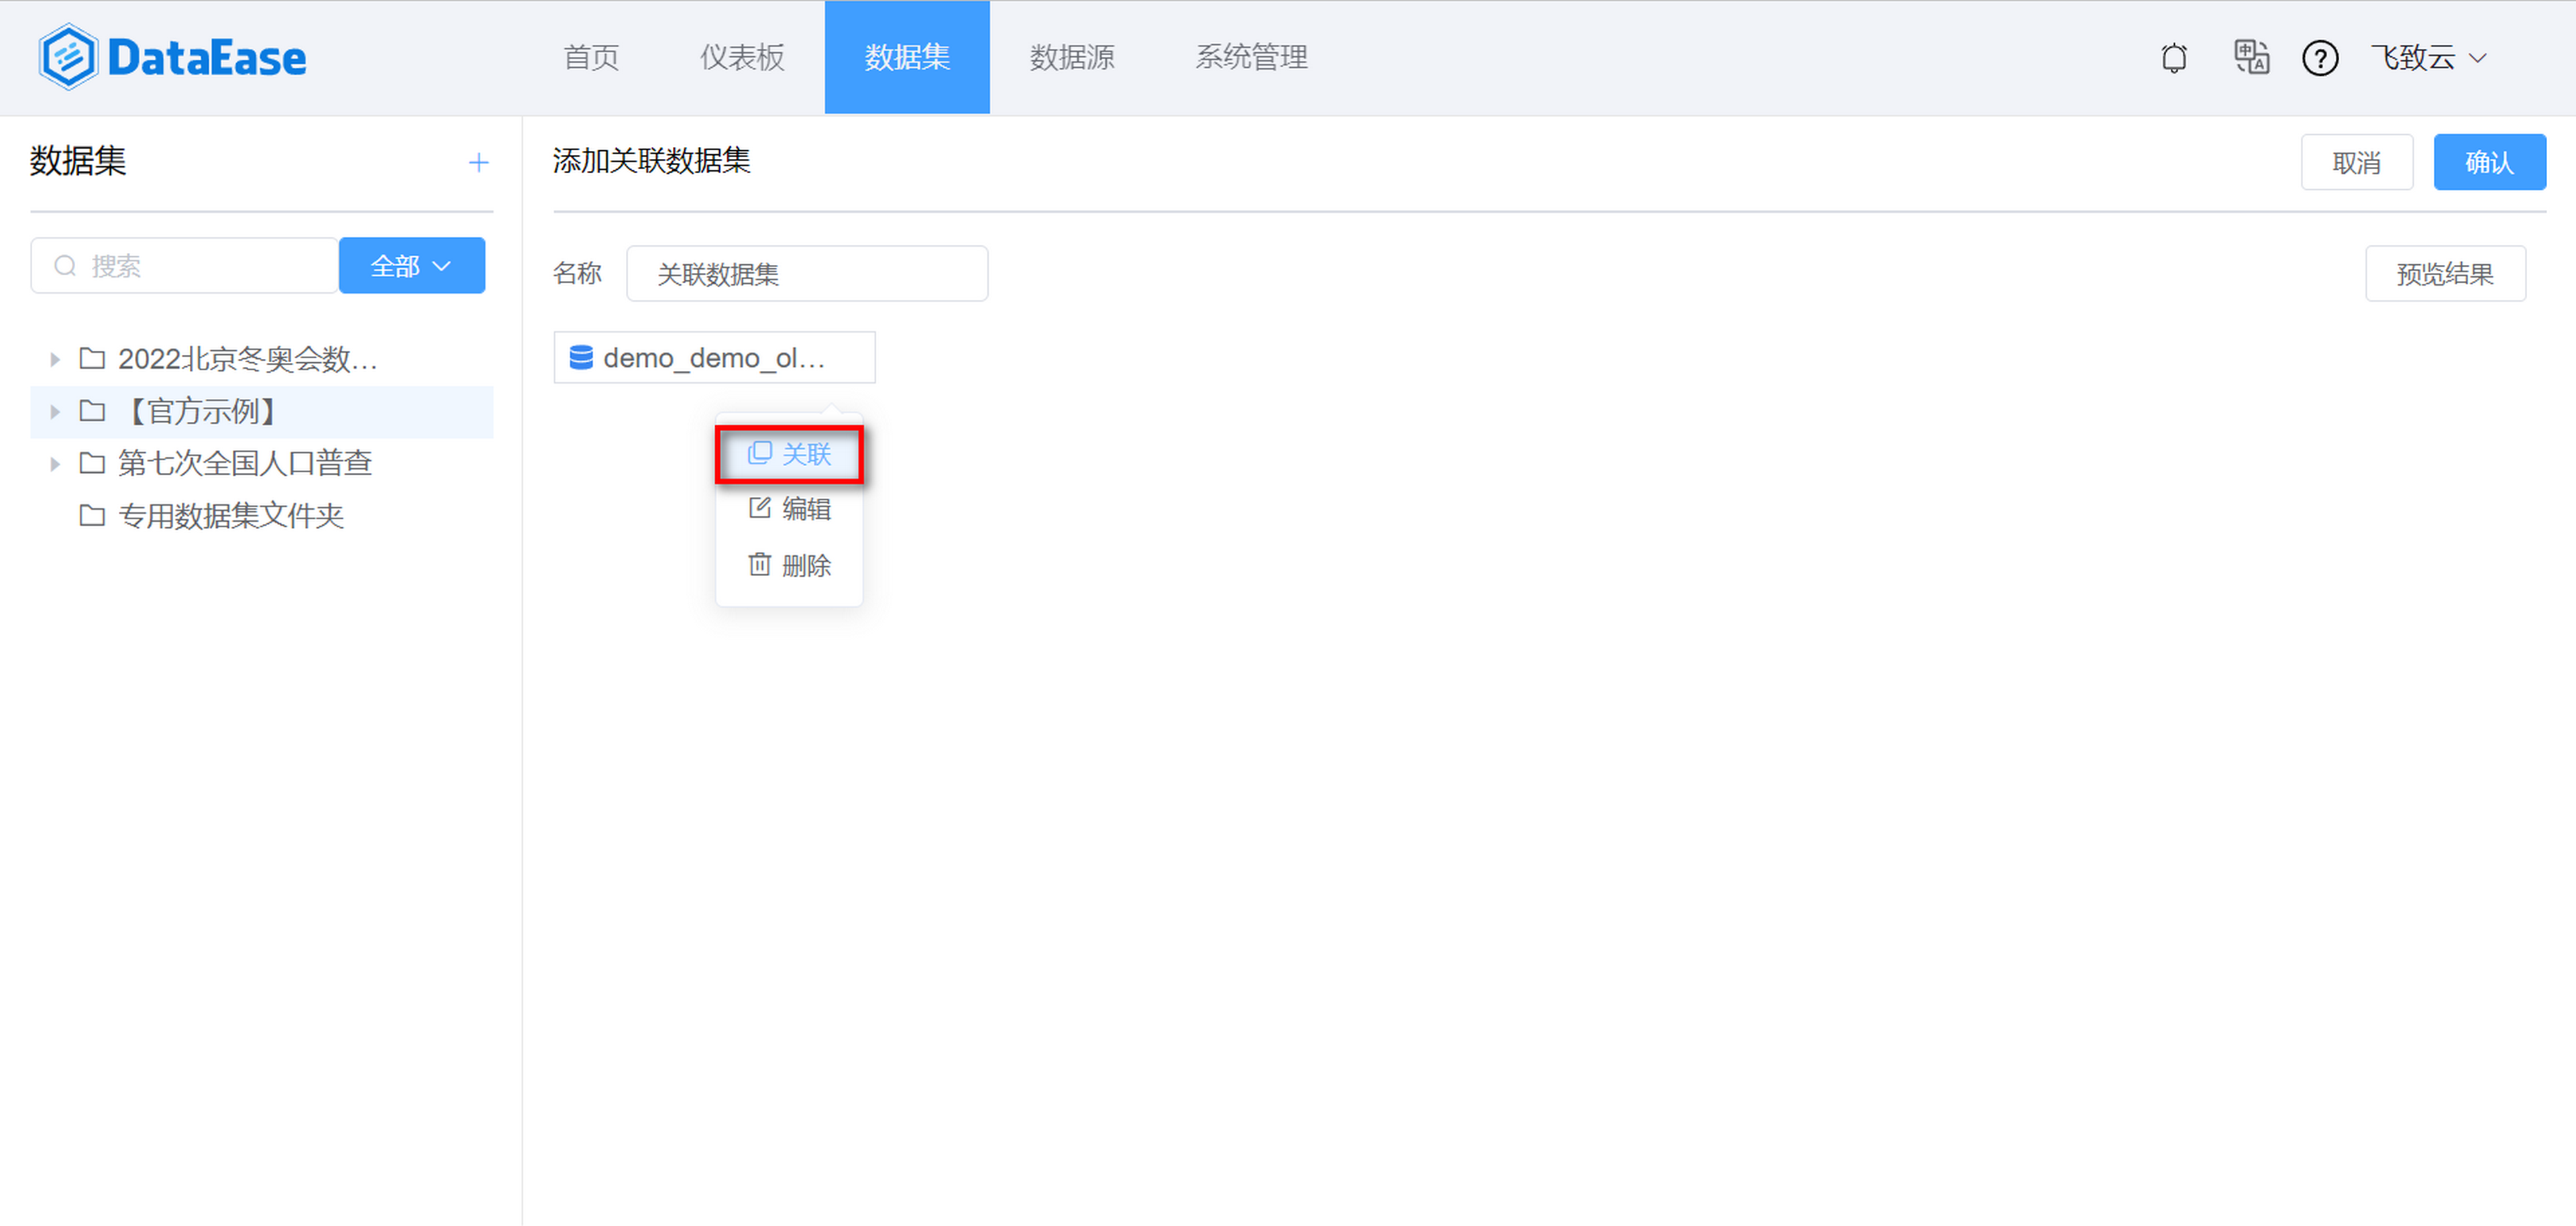 DataEase
首页 仪表板 数据集 数据源 系统管理
飞致云
数据集
搜索
全部
2022北京冬奥会数...
【官方示例】
第七次全国人口普查
专用数据集文件夹
添加关联数据集
取消
确认
名称 关联数据集
预览结果
demo_demo_ol...
关联
编辑
删除